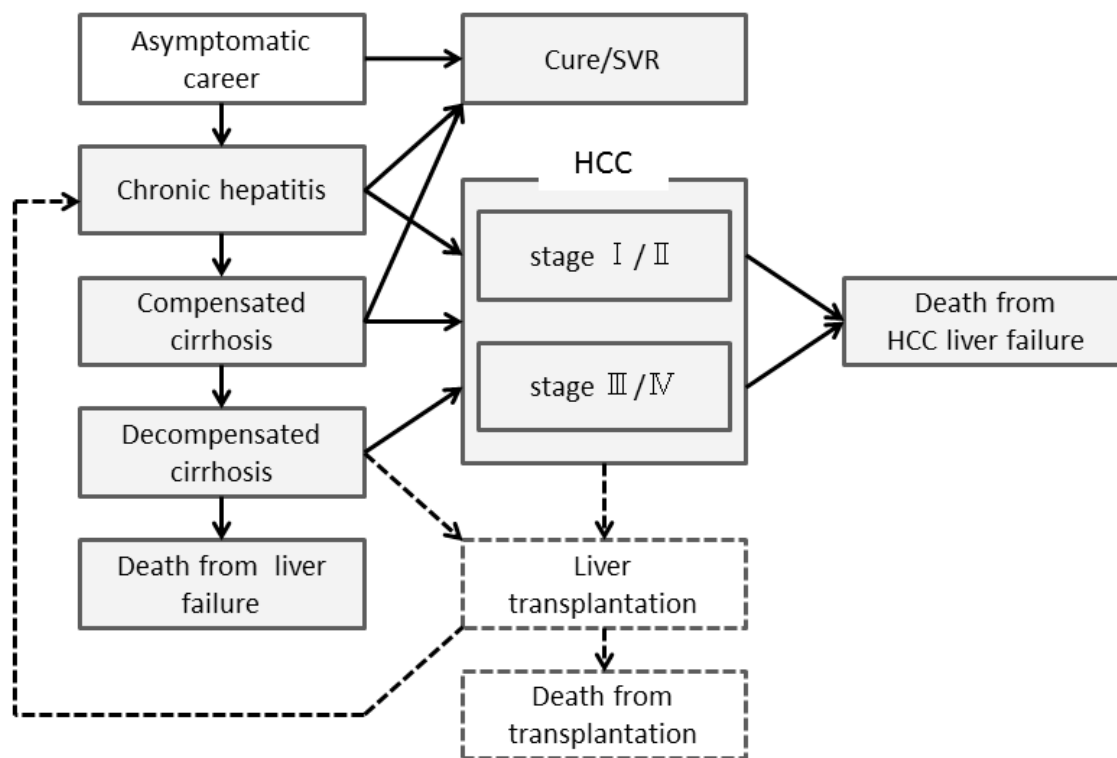 Asymptomatic
career
Cure/SVR
Chronic hepatitis
HCC
stage Ⅰ / Ⅱ
Compensated
cirrhosis
Death from
HCC liver failure
stage Ⅲ / Ⅳ
Decompensated
cirrhosis
Death from liver
failure
Liver
transplantation
Death from
transplantation